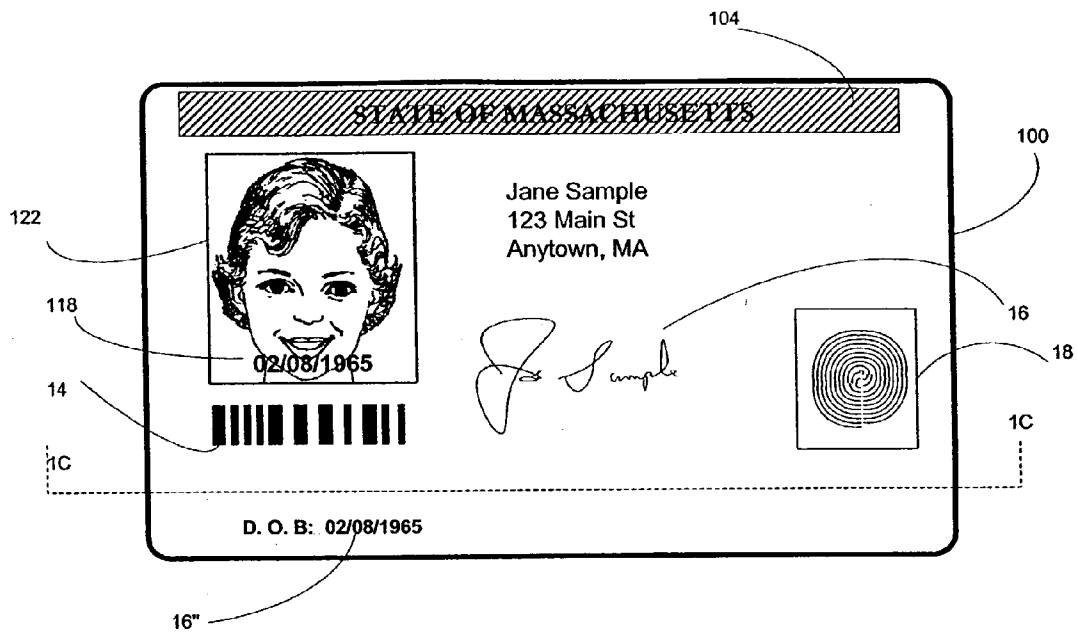 104
STATE OF MASSACHUSETTS
100
Jane Sample
123 Main St
Anytown, MA
122
118
02/08/1965
16
18
J Sample
14
1C
1C
D. O. B: 02/08/1965
16"